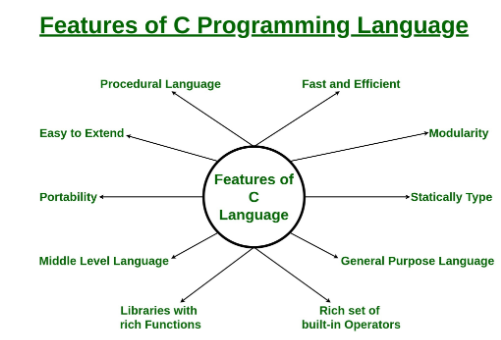 Features of C Programming Language
Procedural Language
Fast and Efficient
Easy to Extend
Modularity
Features of
C
Language
Portability
Statically Type
Middle Level Language
General Purpose Language
Libraries with
rich Functions
Rich set of
built-in Operators